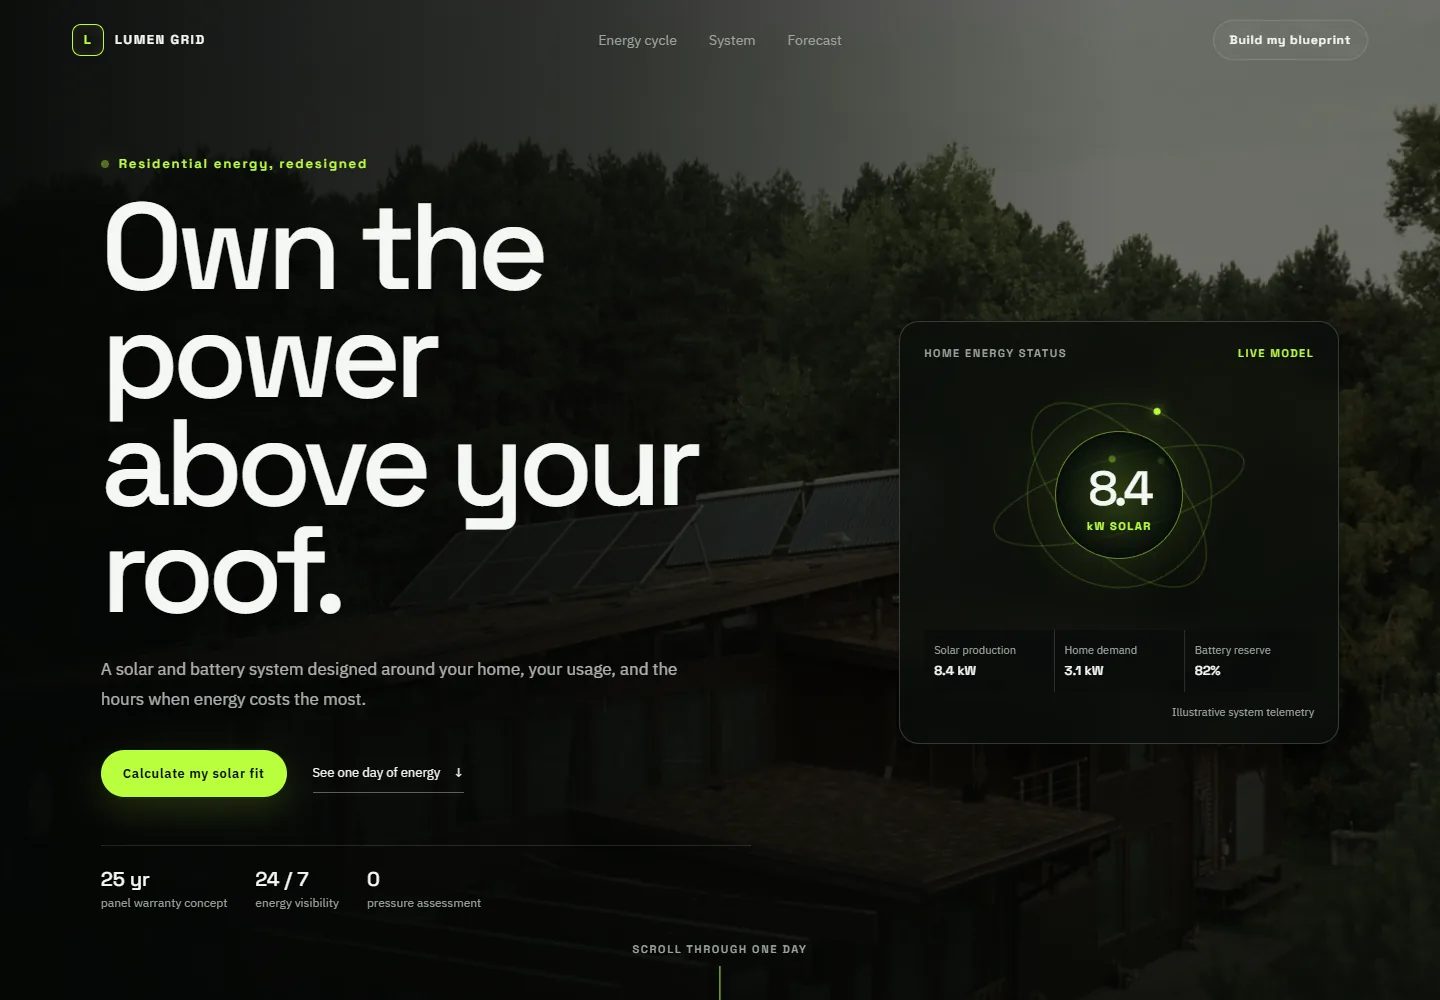 L LUMEN GRID
Energy cycle System Forecast
Build my blueprint
Residential energy, redesigned
Own the
power
above your
roof.
A solar and battery system designed around your home, your usage, and the
hours when energy costs the most.
Calculate my solar fit
See one day of energy ↓
25 yr
panel warranty concept
24 / 7
energy visibility
0
pressure assessment
HOME ENERGY STATUS
LIVE MODEL
8.4
kW SOLAR
Solar production
8.4 kW
Home demand
3.1 kW
Battery reserve
82%
Illustrative system telemetry
SCROLL THROUGH ONE DAY